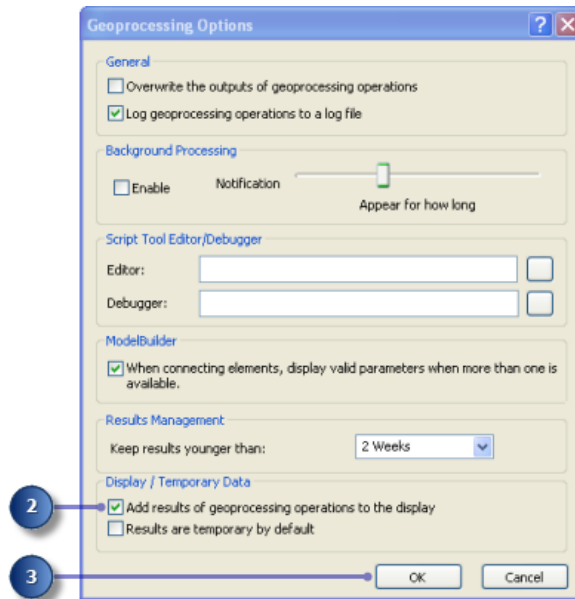 Geoprocessing Options
General
Overwrite the outputs of geoprocessing operations
Log geoprocessing operations to a log file
Background Processing
Enable
Notification
Appear for how long
Script Tool Editor/Debugger
Editor:
Debugger:
ModelBuilder
When connecting elements, display valid parameters when more than one is
available.
Results Management
Keep results younger than:
2 Weeks
Display / Temporary Data
2
Add results of geoprocessing operations to the display
Results are temporary by default
3
OK
Cancel